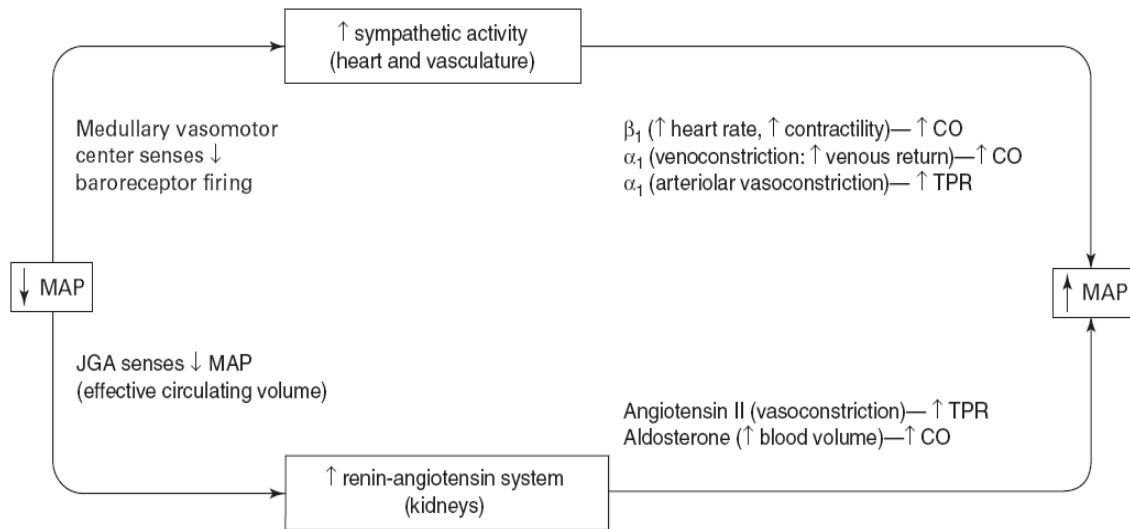 ↑ sympathetic activity
(heart and vasculature)
Medullary vasomotor
center senses ↓
baroreceptor firing
β₁ (↑ heart rate, ↑ contractility)— ↑ CO
α₁ (venoconstriction: ↑ venous return)—↑ CO
α₁ (arteriolar vasoconstriction)— ↑ TPR
↓ MAP
↑ MAP
JGA senses ↓ MAP
(effective circulating volume)
Angiotensin II (vasoconstriction)— ↑ TPR
Aldosterone (↑ blood volume)—↑ CO
↑ renin-angiotensin system
(kidneys)